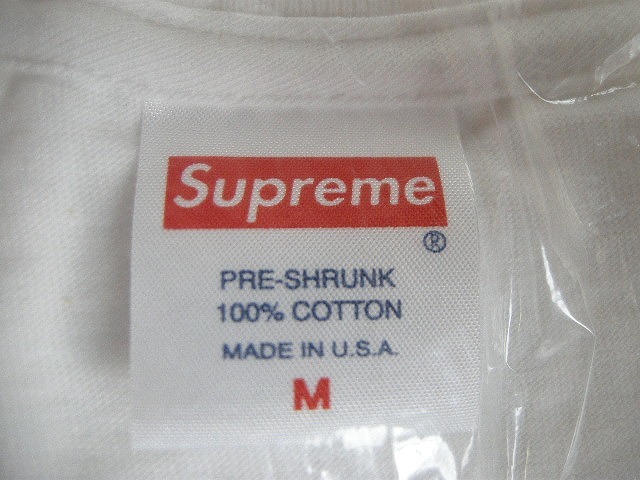 Supreme
®
PRE-SHRUNK
100% COTTON
MADE IN U.S.A.
M